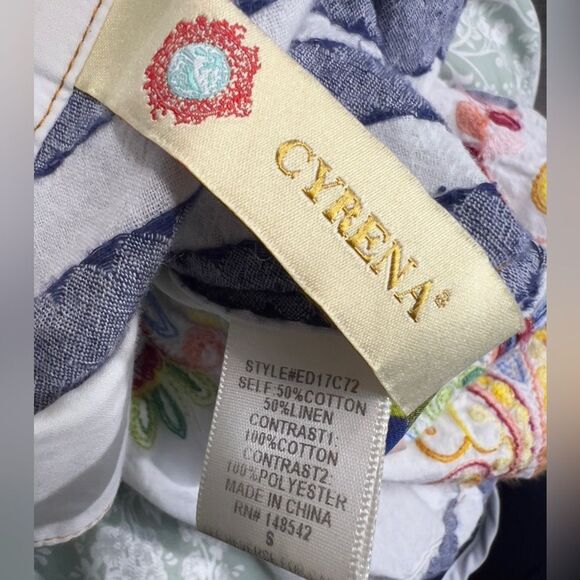 CYRENA®
STYLE#ED17C72
SELF:50%COTTON
50%LINEN
CONTRAST1:
100%COTTON
CONTRAST2:
100%POLYESTER
MADE IN CHINA
RN# 148542
S